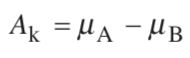 A_k = μ_A − μ_B